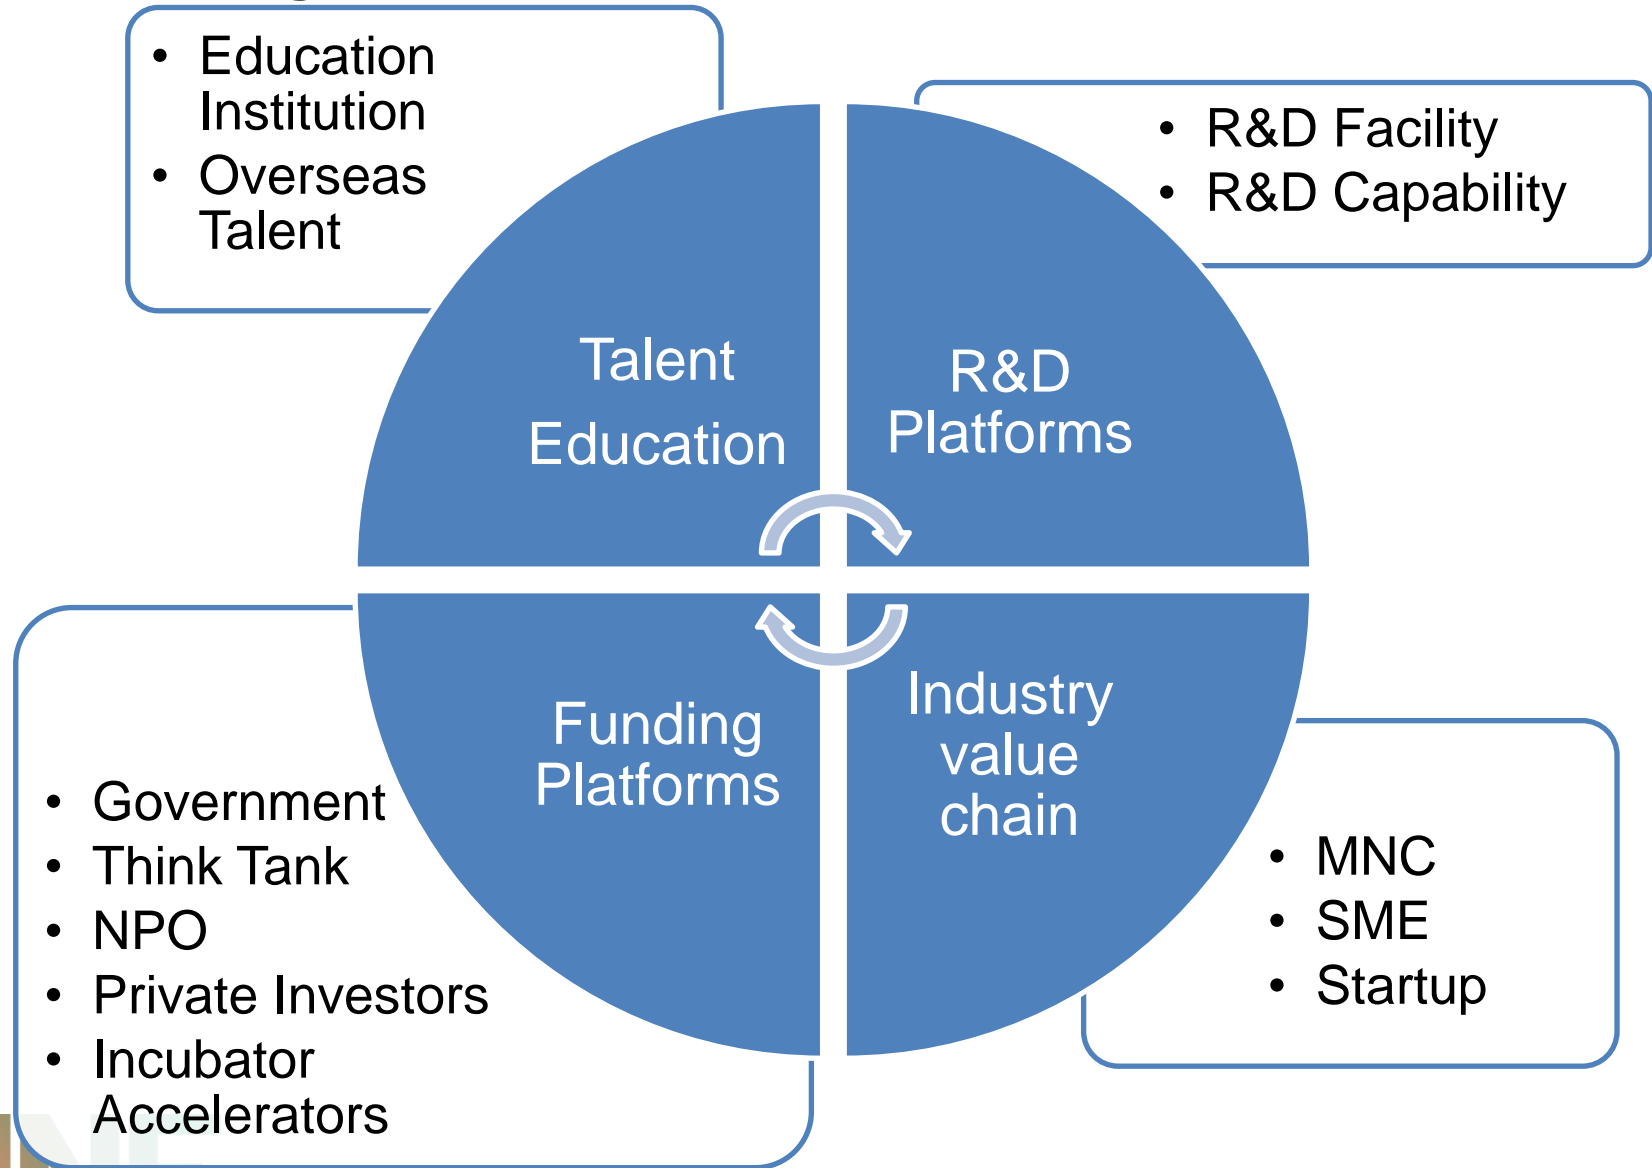 • Education
Institution
• Overseas
Talent
• R&D Facility
• R&D Capability
Talent
Education
R&D
Platforms
Funding
Platforms
Industry
value
chain
• Government
• Think Tank
• NPO
• Private Investors
• Incubator
Accelerators
• MNC
• SME
• Startup